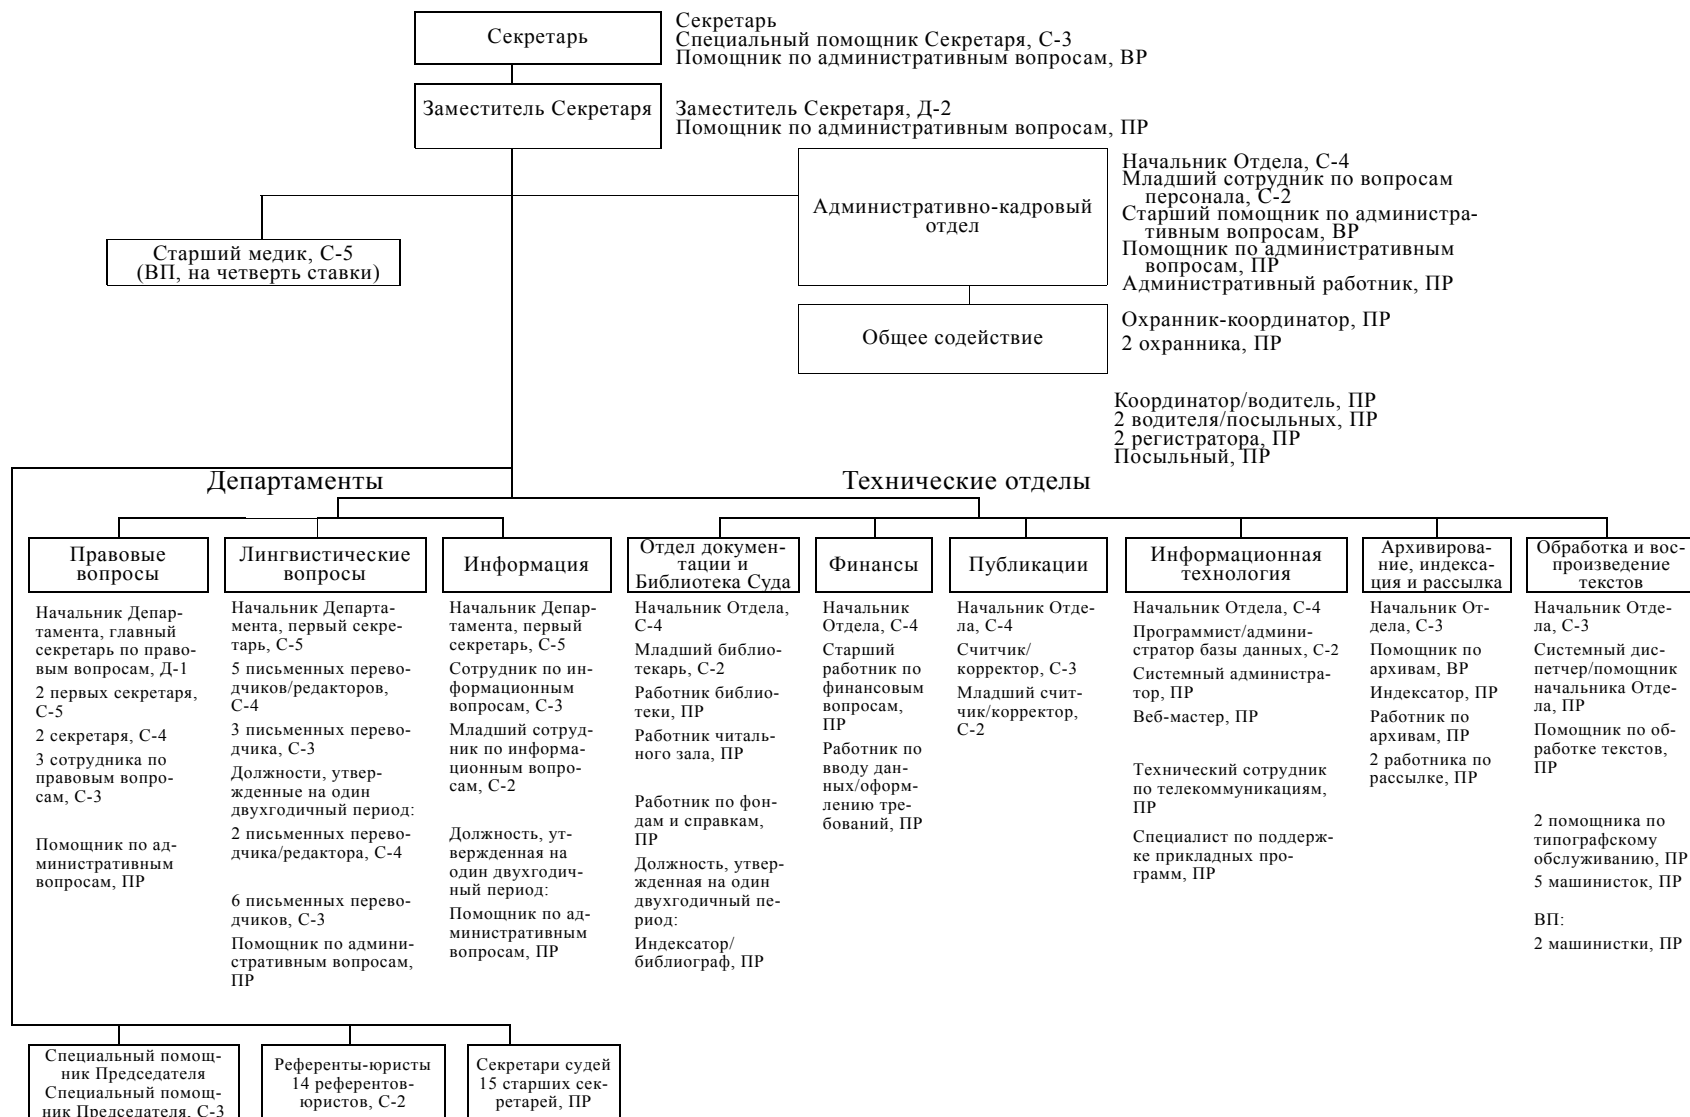 Секретарь
Секретарь
Специальный помощник Секретаря, С-3
Помощник по административным вопросам, ВР
Заместитель Секретаря
Заместитель Секретаря, Д-2
Помощник по административным вопросам, ПР
Старший медик, С-5
(ВП, на четверть ставки)
Административно-кадровый
отдел
Начальник Отдела, С-4
Младший сотрудник по вопросам
персонала, С-2
Старший помощник по администра-
тивным вопросам, ВР
Помощник по административным
вопросам, ПР
Административный работник, ПР
Общее содействие
Охранник-координатор, ПР
2 охранника, ПР
Координатор/водитель, ПР
2 водителя/посыльных, ПР
2 регистратора, ПР
Посыльный, ПР
Департаменты
Технические отделы
Правовые
вопросы
Начальник Депар-
тамента, главный
секретарь по право-
вым вопросам, Д-1
2 первых секретаря,
С-5
2 секретаря, С-4
3 сотрудника по
правовым вопро-
сам, С-3
Помощник по ад-
министративным
вопросам, ПР
Лингвистические
вопросы
Начальник Департа-
мента, первый секре-
тарь, С-5
5 письменных перево-
дчиков/редакторов,
С-4
3 письменных перево-
дчика, С-3
Должности, утвер-
жденные на один
двухгодичный период:
2 письменных перево-
дчика/редактора, С-4
6 письменных перево-
дчиков, С-3
Помощник по админи-
стративным вопросам,
ПР
Информация
Начальник Депар-
тамента, первый
секретарь, С-5
Сотрудник по ин-
формационным
вопросам, С-3
Младший сотруд-
ник по информа-
ционным вопро-
сам, С-2
Должность, ут-
вержденная на
один двухгодич-
ный период:
Помощник по ад-
министративным
вопросам, ПР
Отдел докумен-
тации и
Библиотека Суда
Начальник Отдела,
С-4
Младший библио-
текарь, С-2
Работник библио-
теки, ПР
Работник читаль-
ного зала, ПР
Работник по фон-
дам и справкам,
ПР
Должность, утвер-
жденная на один
двухгодичный пе-
риод:
Индексатор/
библиограф, ПР
Финансы
Начальник
Отдела, С-4
Старший
работник по
финансовым
вопросам,
ПР
Работник по
вводу дан-
ных/оформ-
лению тре-
бований, ПР
Публикации
Начальник Отде-
ла, С-4
Считчик/
корректор, С-3
Младший счит-
чик/корректор,
С-2
Информационная
технология
Начальник Отдела, С-4
Программист/админи-
стратор базы данных, С-2
Системный администра-
тор, ПР
Веб-мастер, ПР
Технический сотрудник
по телекоммуникациям,
ПР
Специалист по поддерж-
ке прикладных про-
грамм, ПР
Архивирова-
ние, индекса-
ция и рассылка
Начальник От-
дела, С-3
Помощник по
архивам, ВР
Индексатор, ПР
Работник по
архивам, ПР
2 работника по
рассылке, ПР
Обработка и вос-
произведение
текстов
Начальник Отде-
ла, С-3
Системный дис-
петчер/помощник
начальника Отде-
ла, ПР
Помощник по об-
работке текстов,
ПР
2 помощника по
типографскому
обслуживанию, ПР
5 машинисток, ПР
ВП:
2 машинистки, ПР
Специальный помощ-
ник Председателя
Специальный помощ-
ник Председателя, С-3
Референты-юристы
14 референтов-
юристов, С-2
Секретари судей
15 старших сек-
ретарей, ПР